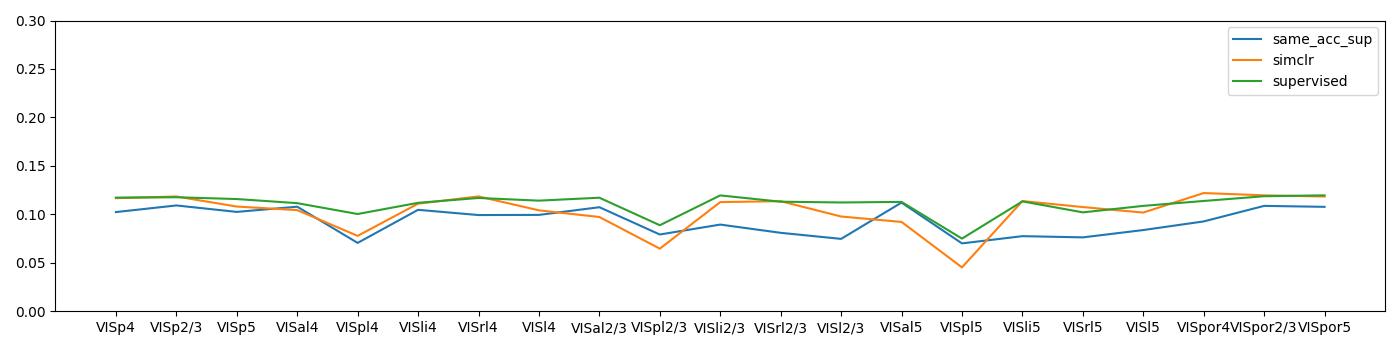 0.30
0.25
0.20
0.15
0.10
0.05
0.00
same_acc_sup
simclr
supervised
VISp4 VISp2/3 VISp5 VISal4 VISpl4 VISli4 VISrl4 VISl4 VISal2/3 VISpl2/3 VISli2/3 VISrl2/3 VISl2/3 VISal5 VISpl5 VISli5 VISrl5 VISl5 VISpor4 VISpor2/3 VISpor5